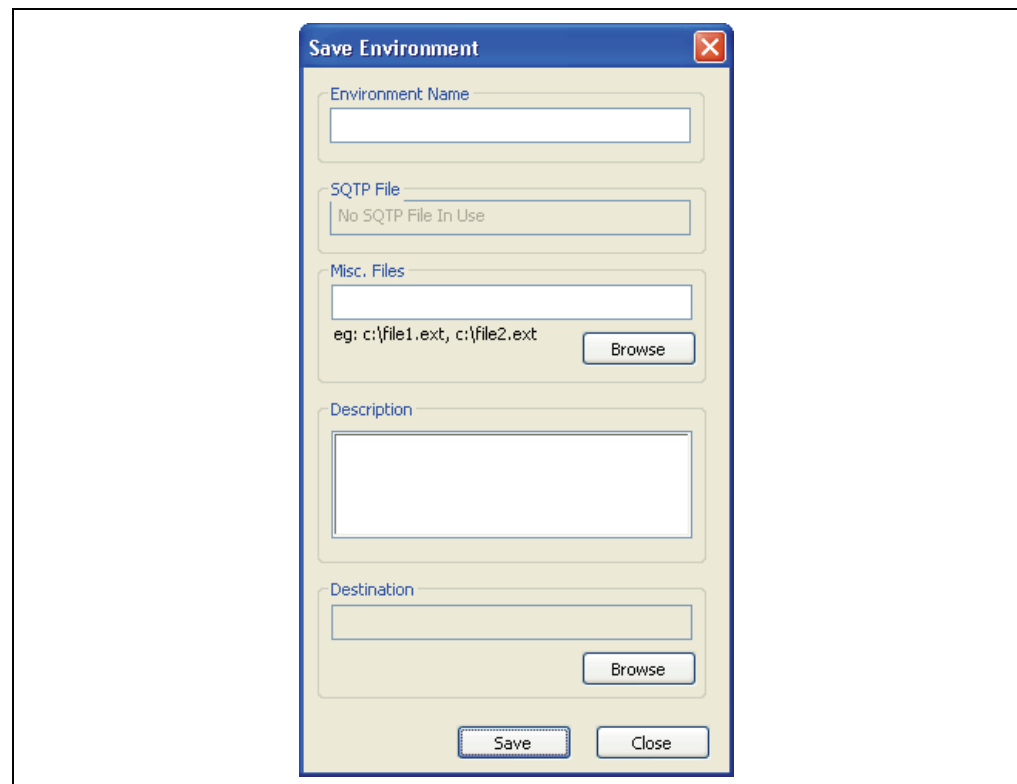 Save Environment
Environment Name
SQTP File
No SQTP File In Use
Misc. Files
eg: c:\file1.ext, c:\file2.ext
Browse
Description
Destination
Browse
Save
Close